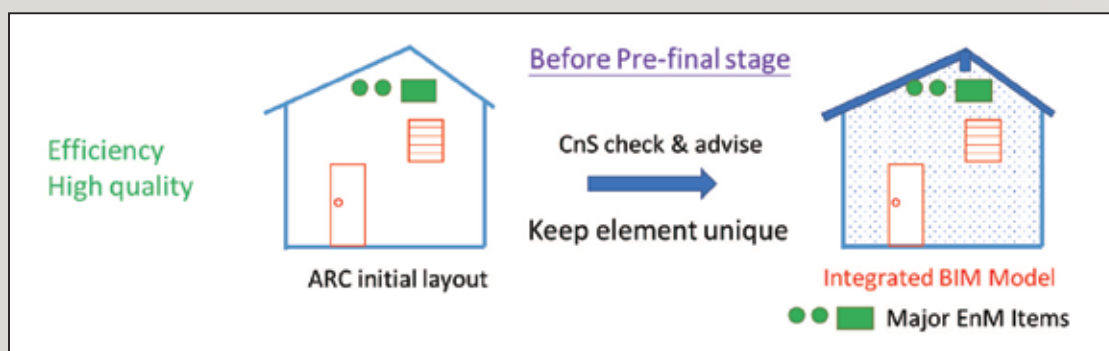 Before Pre-final stage
Efficiency
High quality
CnS check & advise
Keep element unique
ARC initial layout
Integrated BIM Model
Major EnM Items